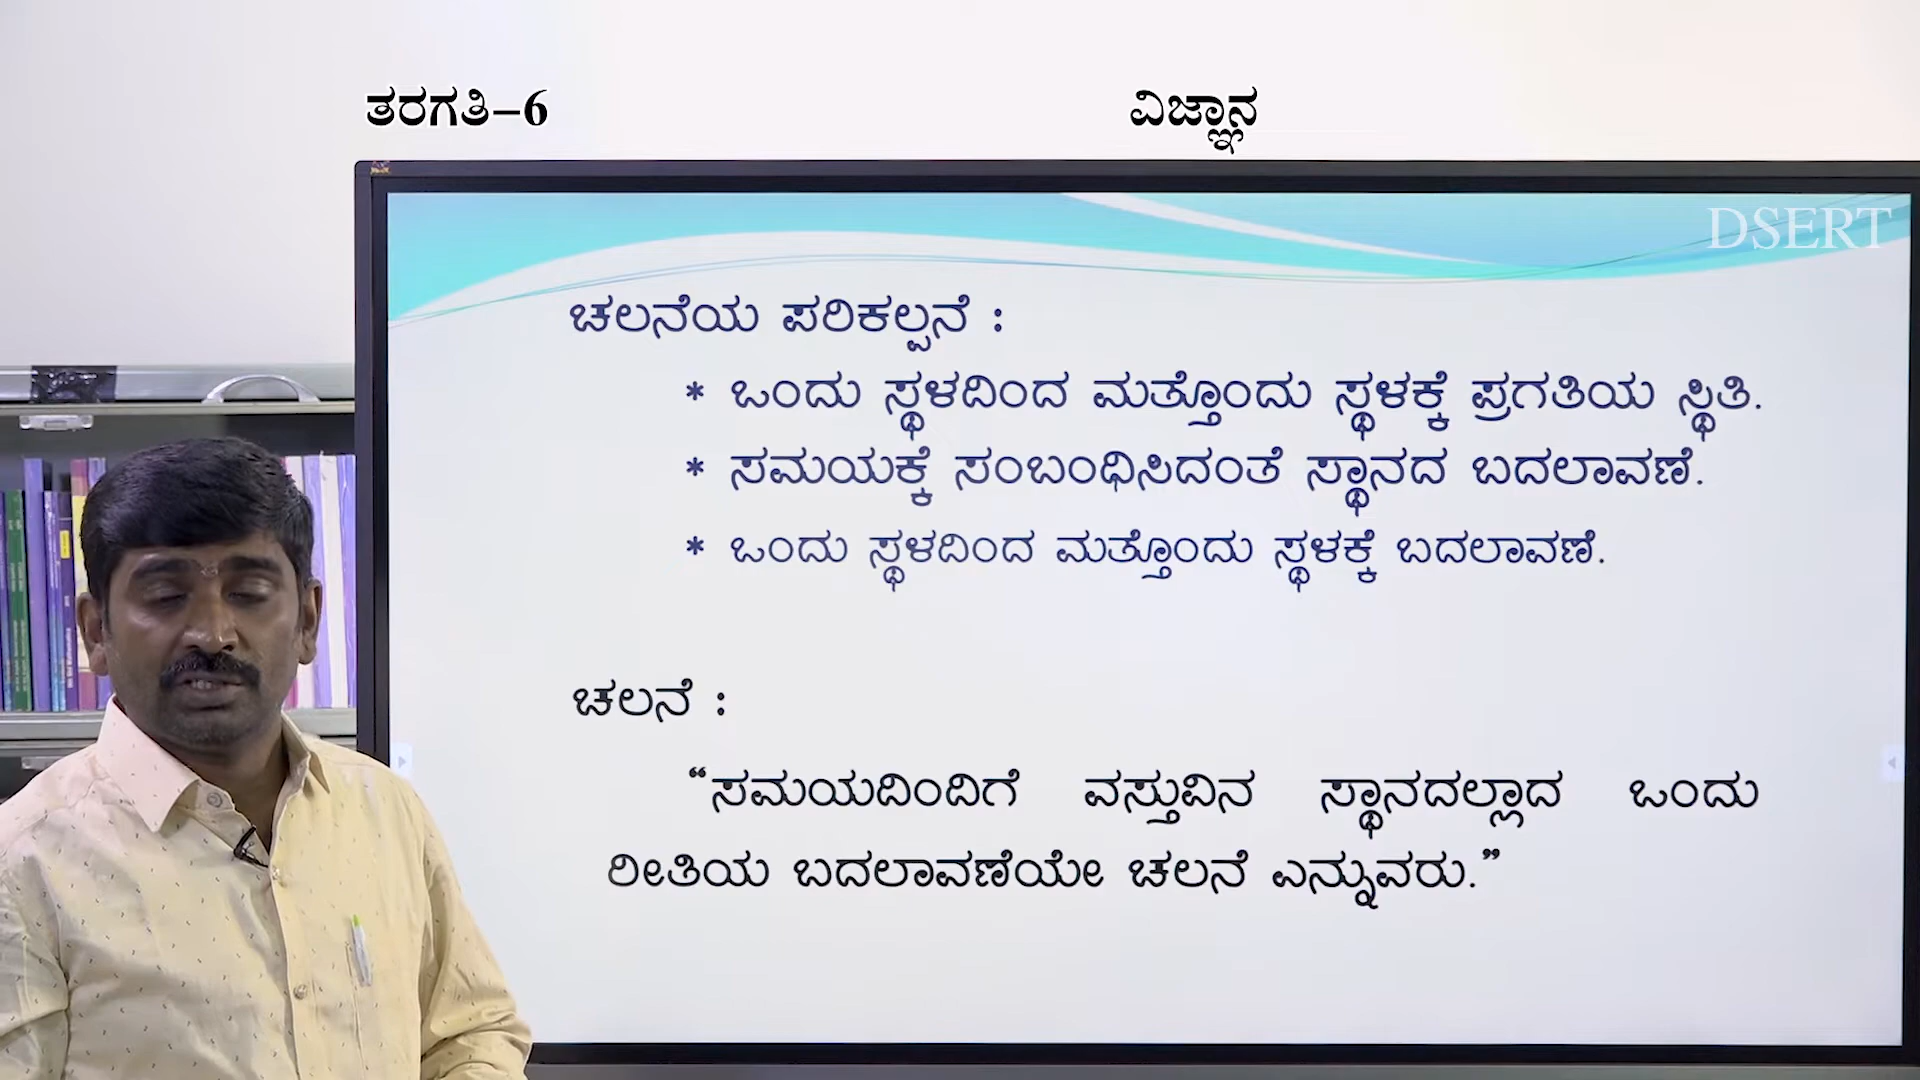 ತರಗತಿ–6 ವಿಜ್ಞಾನ
DSERT
ಚಲನೆಯ ಪರಿಕಲ್ಪನೆ :
* ಒಂದು ಸ್ಥಳದಿಂದ ಮತ್ತೊಂದು ಸ್ಥಳಕ್ಕೆ ಪ್ರಗತಿಯ ಸ್ಥಿತಿ.
* ಸಮಯಕ್ಕೆ ಸಂಬಂಧಿಸಿದಂತೆ ಸ್ಥಾನದ ಬದಲಾವಣೆ.
* ಒಂದು ಸ್ಥಳದಿಂದ ಮತ್ತೊಂದು ಸ್ಥಳಕ್ಕೆ ಬದಲಾವಣೆ.
ಚಲನೆ :
“ಸಮಯದಿಂದಿಗೆ ವಸ್ತುವಿನ ಸ್ಥಾನದಲ್ಲಾದ ಒಂದು
ರೀತಿಯ ಬದಲಾವಣೆಯೇ ಚಲನೆ ಎನ್ನುವರು.”